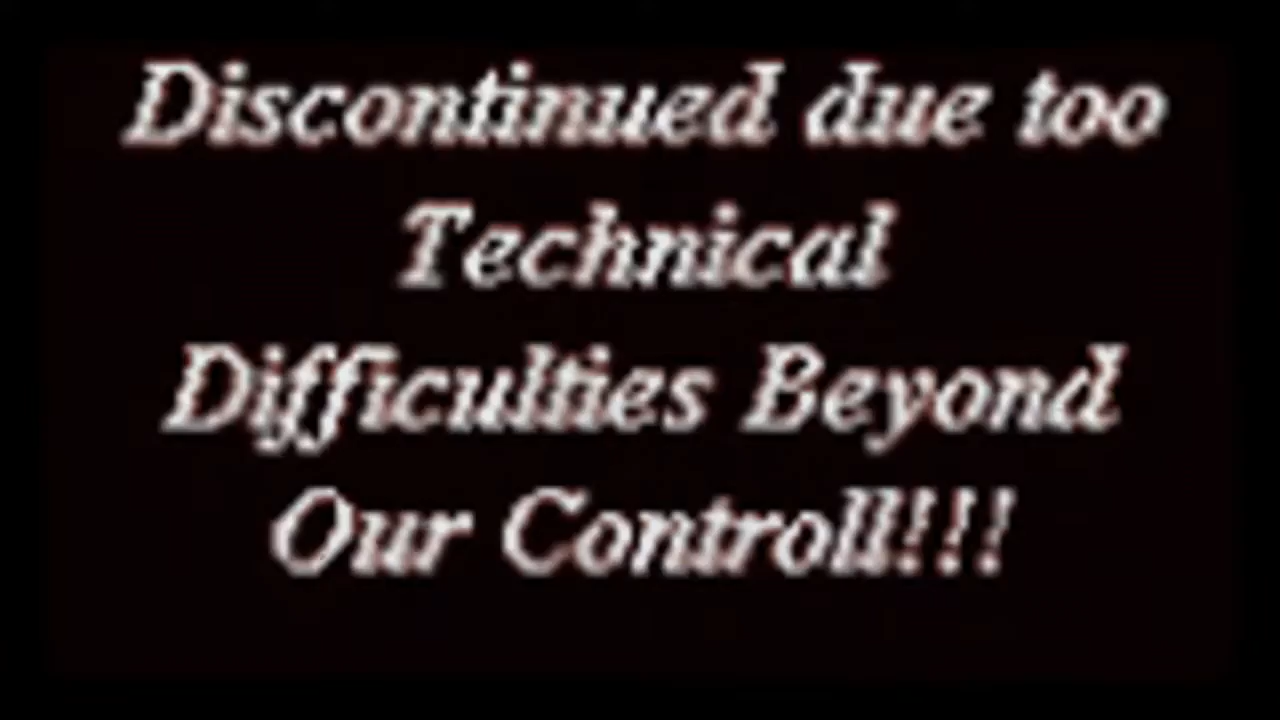 Discontinued due too
Technical
Difficulties Beyond
Our Controll!!!